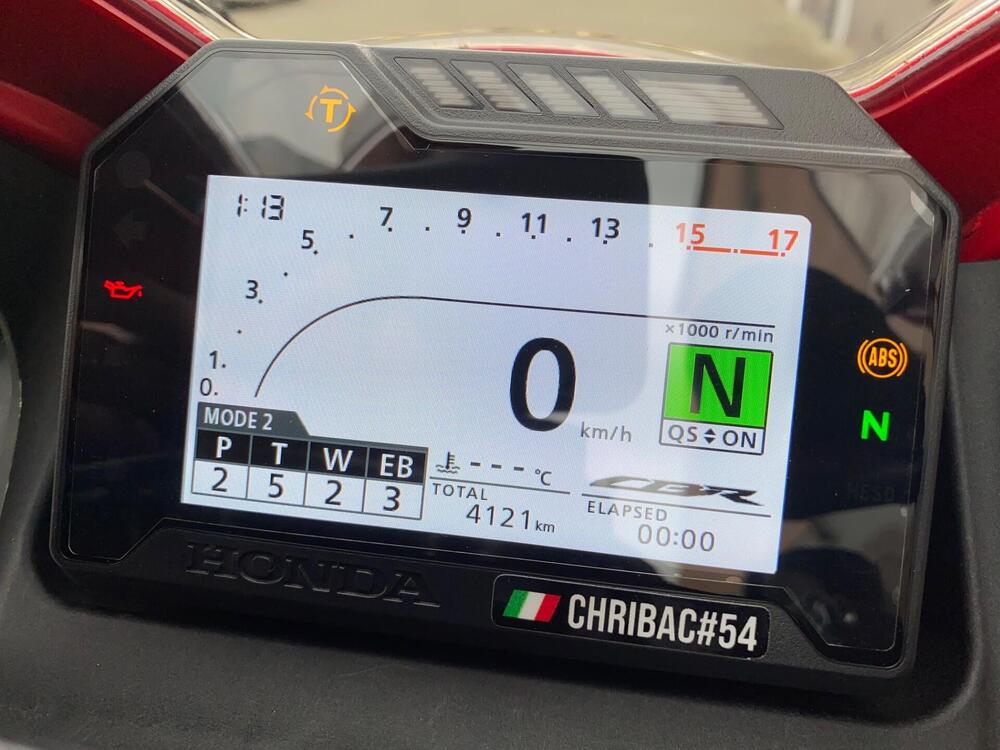 T
1:13
0. 1. 3. 5. 7. 9. 11. 13. 15 17
×1000 r/min
0 km/h
N
QS ON
ABS
N
MODE 2
P T W EB
2 5 2 3
---°C
TOTAL
4121 km
CBR
ELAPSED
00:00
HONDA
CHRIBAC#54